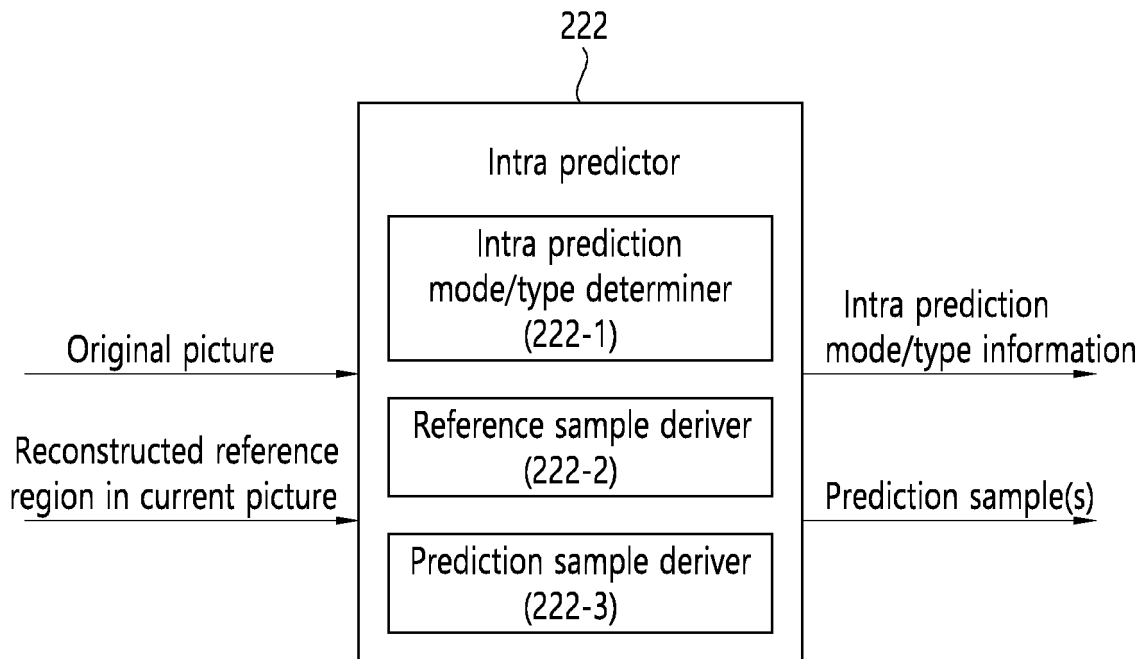 222
Intra predictor
Intra prediction
mode/type determiner
(222-1)
Original picture
Intra prediction
mode/type information
Reference sample deriver
(222-2)
Reconstructed reference
region in current picture
Prediction sample(s)
Prediction sample deriver
(222-3)